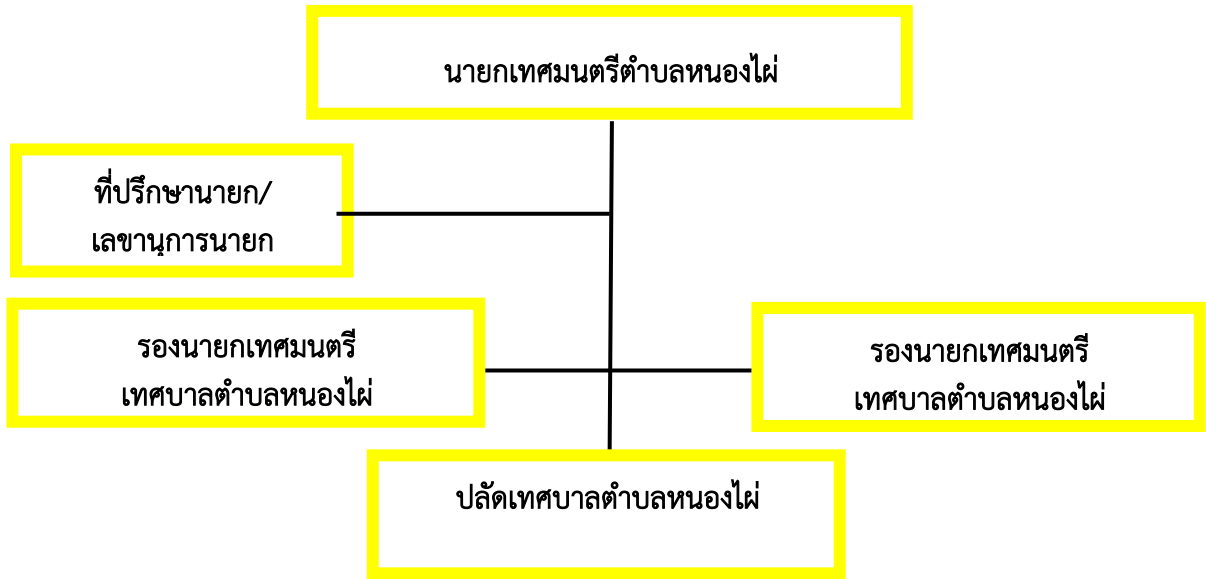 นายกเทศมนตรีตำบลหนองไผ่
ที่ปรึกษานายก/
เลขานุการนายก
รองนายกเทศมนตรี
เทศบาลตำบลหนองไผ่
รองนายกเทศมนตรี
เทศบาลตำบลหนองไผ่
ปลัดเทศบาลตำบลหนองไผ่